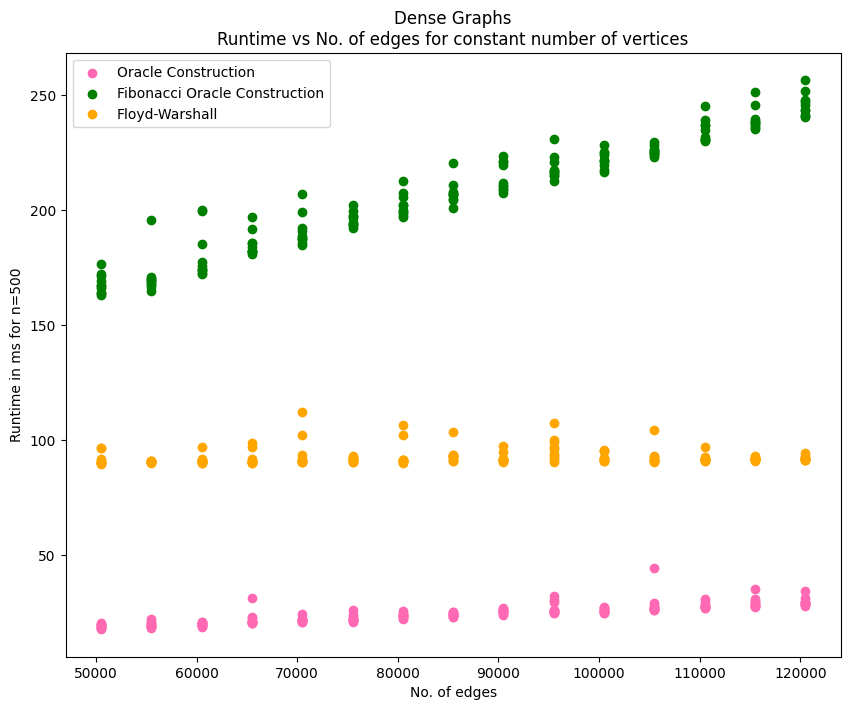 Dense Graphs
Runtime vs No. of edges for constant number of vertices
Oracle Construction
Fibonacci Oracle Construction
Floyd-Warshall
Runtime in ms for n=500
250
200
150
100
50
50000 60000 70000 80000 90000 100000 110000 120000
No. of edges